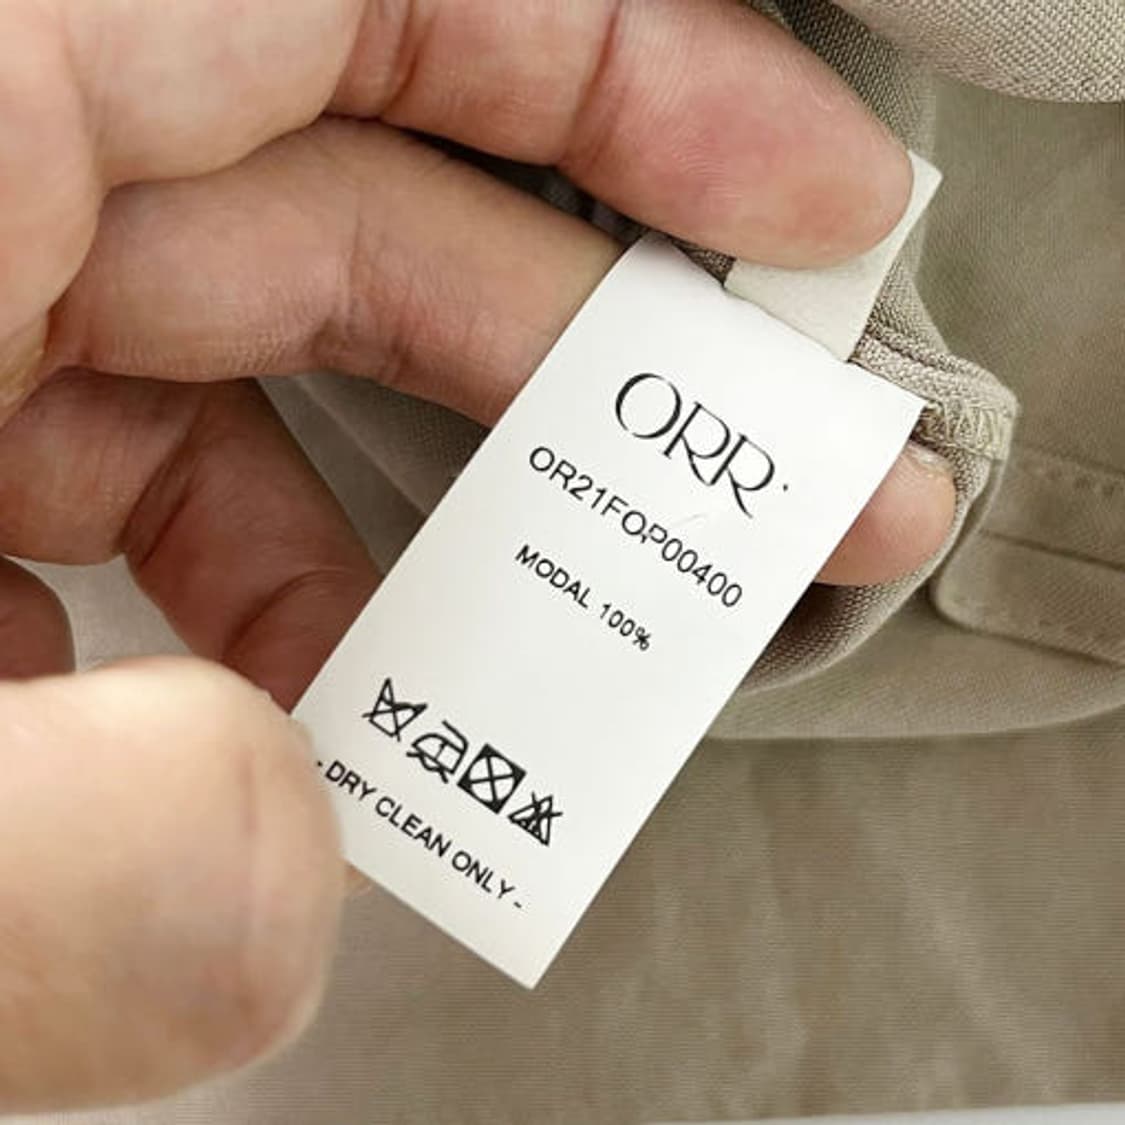 ORR.
OR21FOP00400
MODAL 100%
- DRY CLEAN ONLY -